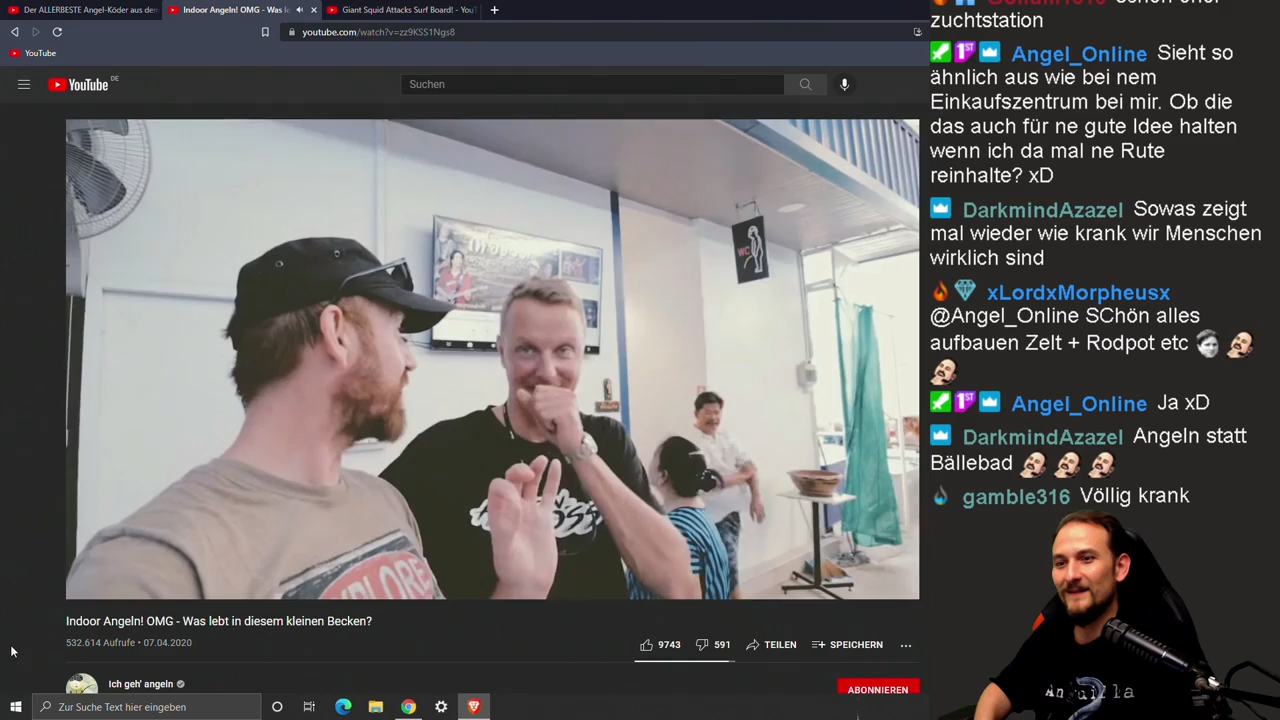 Der ALLERBESTE Angel-Köder aus dem
Indoor Angeln! OMG - Was le
Giant Squid Attacks Surf Board! - YouT
youtube.com/watch?v=zz9KSS1Ngs8
YouTube
YouTube DE
Suchen
WC
Indoor Angeln! OMG - Was lebt in diesem kleinen Becken?
532.614 Aufrufe • 07.04.2020
9743
591
TEILEN
SPEICHERN
Ich geh' angeln
ABONNIEREN
Zur Suche Text hier eingeben
zuchtstation
Angel_Online Sieht so
ähnlich aus wie bei nem
Einkaufszentrum bei mir. Ob die
das auch für ne gute Idee halten
wenn ich da mal ne Rute
reinhalte? xD
DarkmindAzazel Sowas zeigt
mal wieder wie krank wir Menschen
wirklich sind
xLordxMorpheusx
@Angel_Online SChön alles
aufbauen Zelt + Rodpot etc
Angel_Online Ja xD
DarkmindAzazel Angeln statt
Bällebad
gamble316 Völlig krank